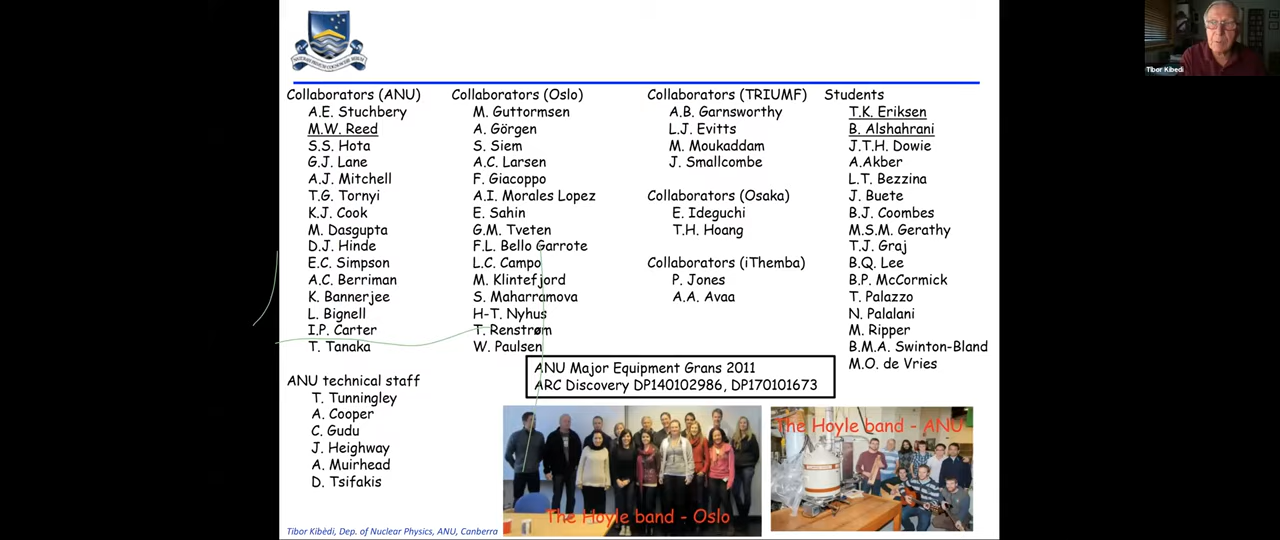 Collaborators (ANU)
A.E. Stuchbery
M.W. Reed
S.S. Hota
G.J. Lane
A.J. Mitchell
T.G. Tornyi
K.J. Cook
M. Dasgupta
D.J. Hinde
E.C. Simpson
A.C. Berriman
K. Bannerjee
L. Bignell
I.P. Carter
T. Tanaka
ANU technical staff
T. Tunningley
A. Cooper
C. Gudu
J. Heighway
A. Muirhead
D. Tsifakis
Collaborators (Oslo)
M. Guttormsen
A. Görgen
S. Siem
A.C. Larsen
F. Giacoppo
A.I. Morales Lopez
E. Sahin
G.M. Tveten
F.L. Bello Garrote
L.C. Campo
M. Klintefjord
S. Maharramova
H-T. Nyhus
T. Renstrøm
W. Paulsen
Collaborators (TRIUMF)
A.B. Garnsworthy
L.J. Evitts
M. Moukaddam
J. Smallcombe
Collaborators (Osaka)
E. Ideguchi
T.H. Hoang
Collaborators (iThemba)
P. Jones
A.A. Avaa
Students
T.K. Eriksen
B. Alshahrani
J.T.H. Dowie
A.Akber
L.T. Bezzina
J. Buete
B.J. Coombes
M.S.M. Gerathy
T.J. Graj
B.Q. Lee
B.P. McCormick
T. Palazzo
N. Palalani
M. Ripper
B.M.A. Swinton-Bland
M.O. de Vries
ANU Major Equipment Grans 2011
ARC Discovery DP140102986, DP170101673
The Hoyle band - Oslo
The Hoyle band - ANU
Tibor Kibèdi, Dep. of Nuclear Physics, ANU, Canberra
Tibor Kibedi